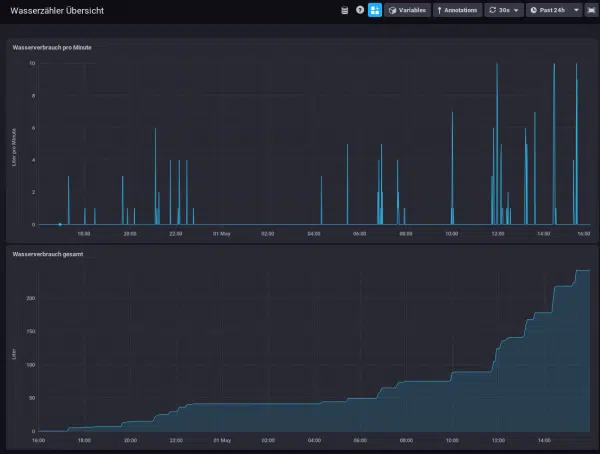 Wasserzähler Übersicht
Variables
Annotations
30s
Past 24h
Wasserverbrauch pro Minute
Liter pro Minute
10
8
6
4
2
0
18:00 20:00 22:00 01 May 02:00 04:00 06:00 08:00 10:00 12:00 14:00 16:00
Wasserverbrauch gesamt
Liter
200
150
100
50
0
16:00 18:00 20:00 22:00 01 May 02:00 04:00 06:00 08:00 10:00 12:00 14:00